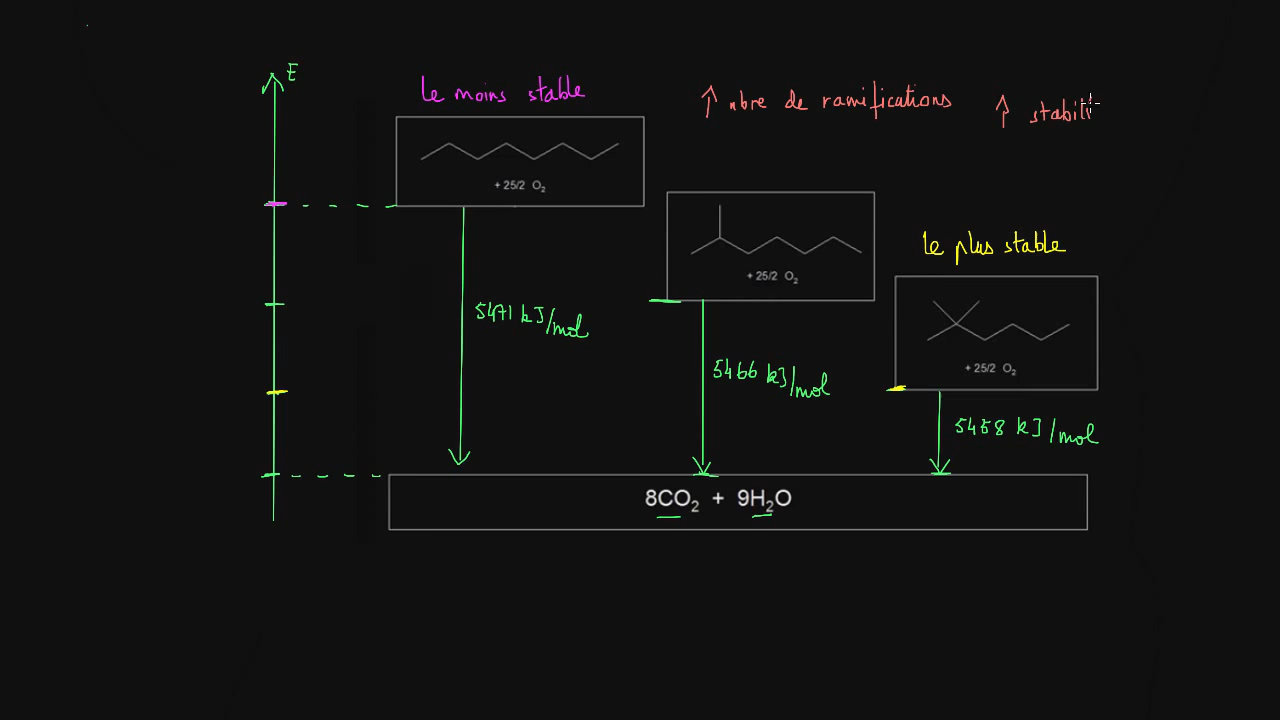 E
le moins stable
↑ nbre de ramifications ↑ stabili
+ 25/2 O₂
+ 25/2 O₂
le plus stable
+ 25/2 O₂
5471 kJ/mol
5466 kJ/mol
5458 kJ/mol
8CO₂ + 9H₂O